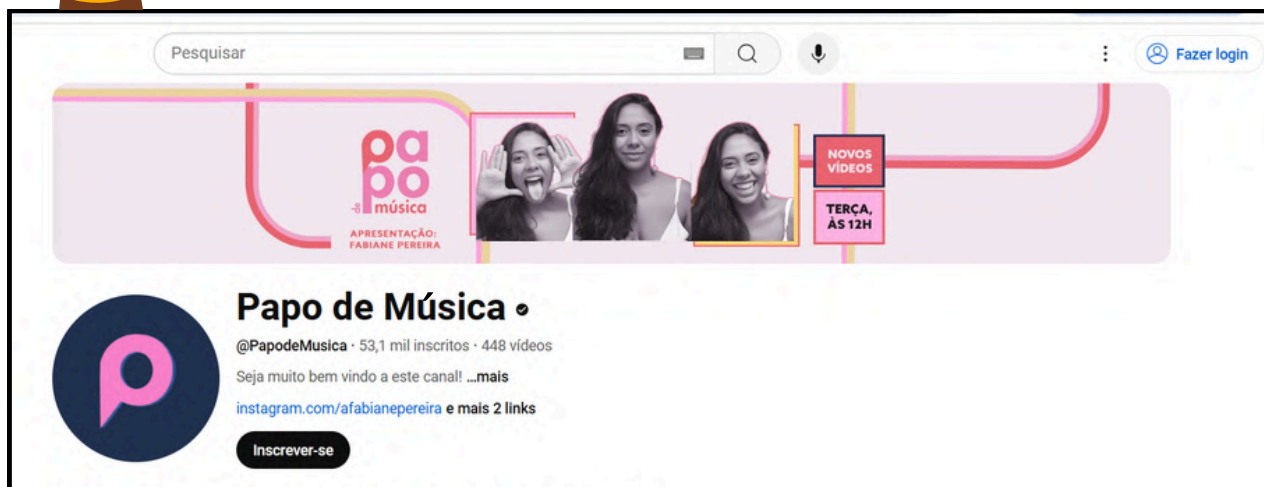 Pesquisar
Fazer login
papo
de música
APRESENTAÇÃO:
FABIANE PEREIRA
NOVOS
VÍDEOS
TERÇA,
ÀS 12H
Papo de Música
@PapodeMusica · 53,1 mil inscritos · 448 vídeos
Seja muito bem vindo a este canal! ...mais
instagram.com/afabianepereira e mais 2 links
Inscrever-se